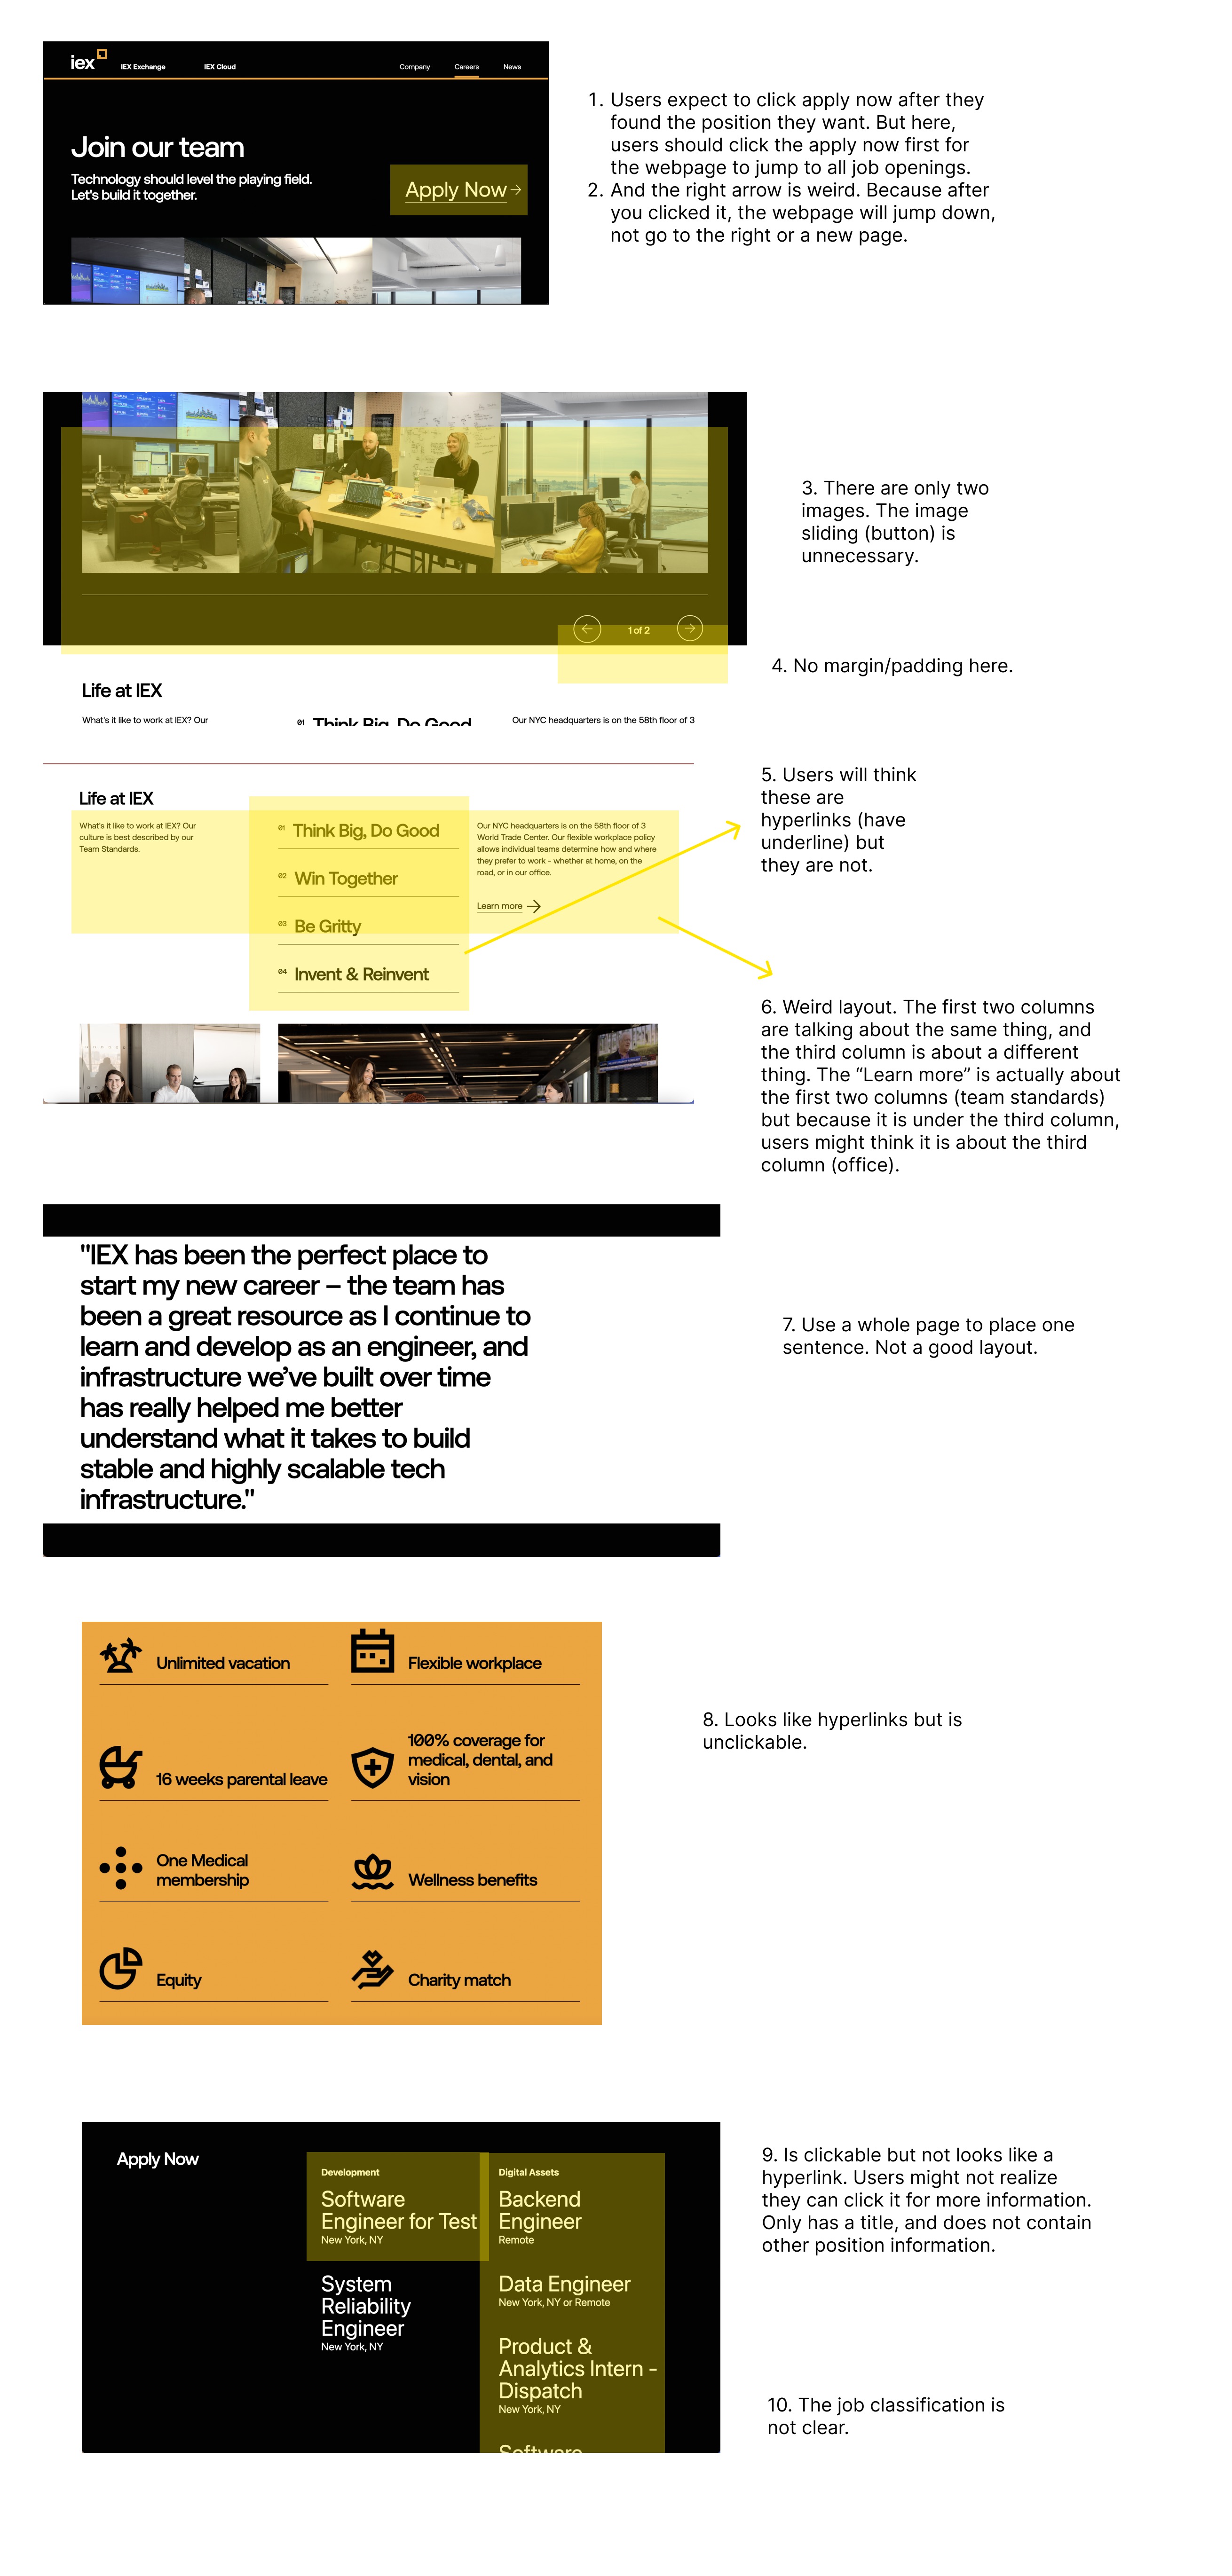 iex
IEX Exchange
IEX Cloud
Company
Careers
News
Join our team
Technology should level the playing field.
Let's build it together.
Apply Now→
1. Users expect to click apply now after they
found the position they want. But here,
users should click the apply now first for
the webpage to jump to all job openings.
2. And the right arrow is weird. Because after
you clicked it, the webpage will jump down,
not go to the right or a new page.
3. There are only two
images. The image
sliding (button) is
unnecessary.
1 of 2
4. No margin/padding here.
Life at IEX
What's it like to work at IEX? Our
01 Think Big, Do Good
Our NYC headquarters is on the 58th floor of 3
Life at IEX
What's it like to work at IEX? Our
culture is best described by our
Team Standards.
01 Think Big, Do Good
02 Win Together
03 Be Gritty
04 Invent & Reinvent
Our NYC headquarters is on the 58th floor of 3
World Trade Center. Our flexible workplace policy
allows individual teams determine how and where
they prefer to work - whether at home, on the
road, or in our office.
Learn more →
5. Users will think
these are
hyperlinks (have
underline) but
they are not.
6. Weird layout. The first two columns
are talking about the same thing, and
the third column is about a different
thing. The “Learn more” is actually about
the first two columns (team standards)
but because it is under the third column,
users might think it is about the third
column (office).
"IEX has been the perfect place to
start my new career – the team has
been a great resource as I continue to
learn and develop as an engineer, and
infrastructure we’ve built over time
has really helped me better
understand what it takes to build
stable and highly scalable tech
infrastructure."
7. Use a whole page to place one
sentence. Not a good layout.
Unlimited vacation
Flexible workplace
16 weeks parental leave
100% coverage for
medical, dental, and
vision
One Medical
membership
Wellness benefits
Equity
Charity match
8. Looks like hyperlinks but is
unclickable.
Apply Now
Development
Software
Engineer for Test
New York, NY
System
Reliability
Engineer
New York, NY
Digital Assets
Backend
Engineer
Remote
Data Engineer
New York, NY or Remote
Product &
Analytics Intern -
Dispatch
New York, NY
Software
9. Is clickable but not looks like a
hyperlink. Users might not realize
they can click it for more information.
Only has a title, and does not contain
other position information.
10. The job classification is
not clear.